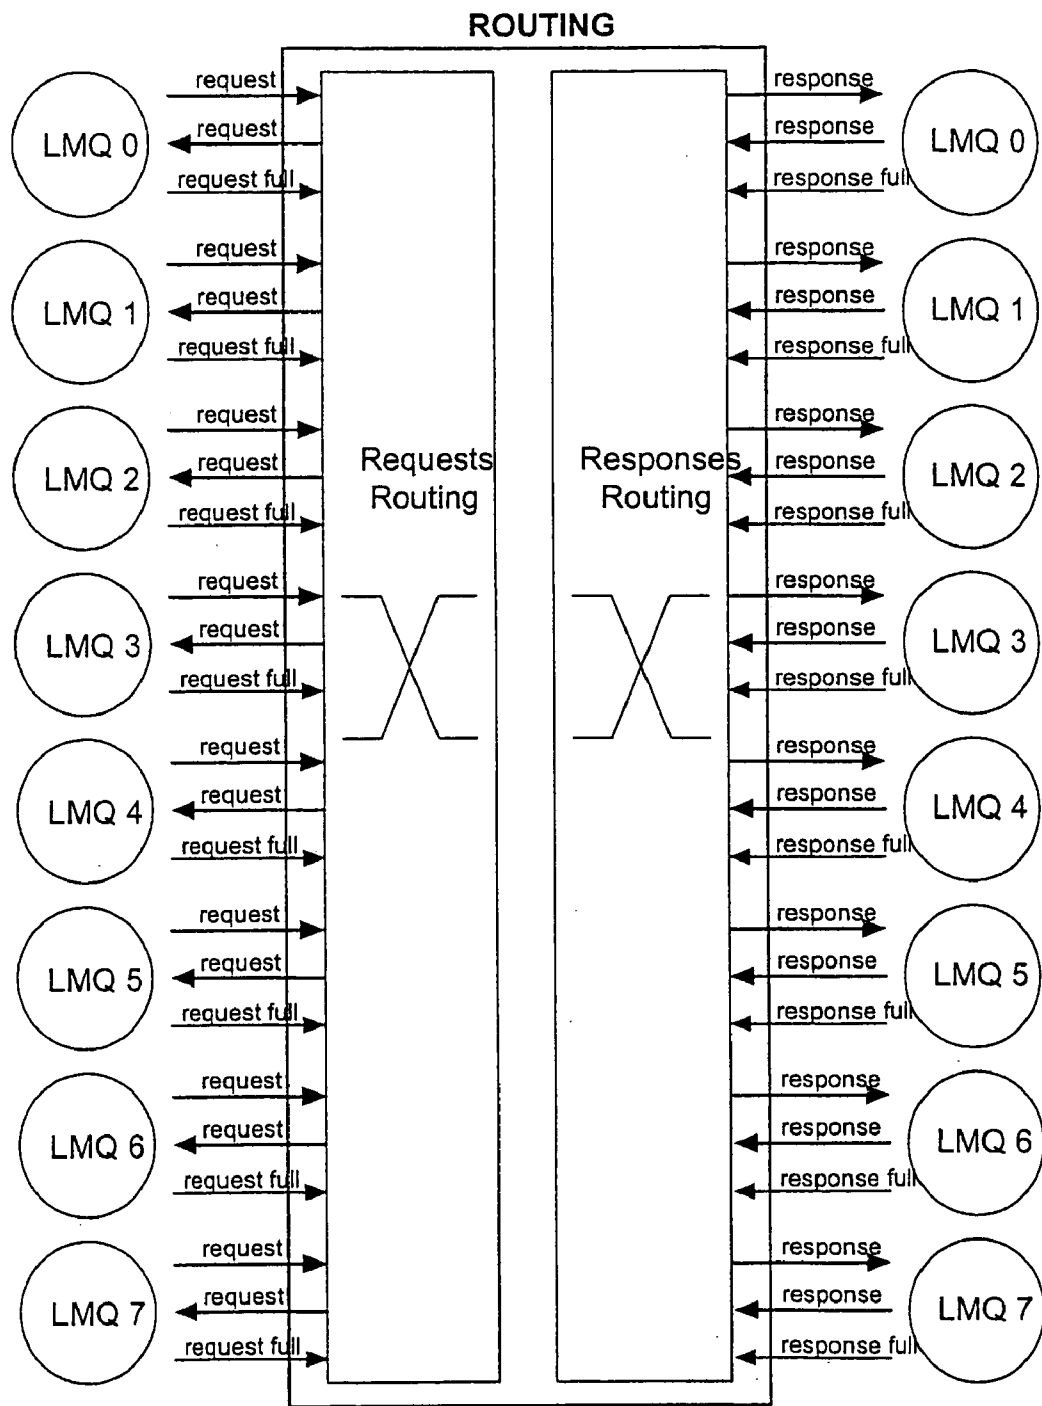 ROUTING
request
response
LMQ 0
request
response
LMQ 0
request full
response full
request
response
LMQ 1
request
response
LMQ 1
request full
response full
request
response
LMQ 2
request
Requests
Routing
Responses
Routing
response
LMQ 2
request full
response full
request
response
LMQ 3
request
response
LMQ 3
request full
response full
request
response
LMQ 4
request
response
LMQ 4
request full
response full
request
response
LMQ 5
request
response
LMQ 5
request full
response full
request
response
LMQ 6
request
response
LMQ 6
request full
response full
request
response
LMQ 7
request
response
LMQ 7
request full
response full